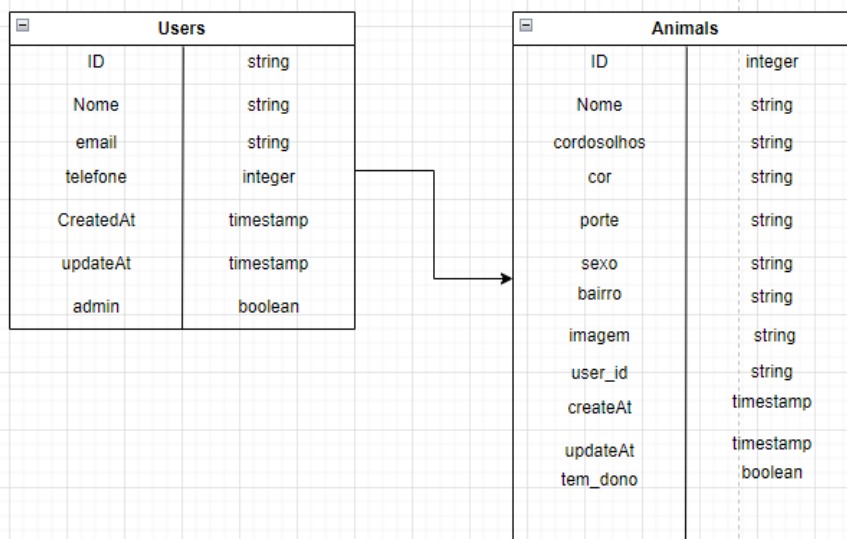 Users
ID string
Nome string
email string
telefone integer
CreatedAt timestamp
updateAt timestamp
admin boolean
Animals
ID integer
Nome string
cordosolhos string
cor string
porte string
sexo string
bairro string
imagem string
user_id string
createAt timestamp
updateAt timestamp
tem_dono boolean